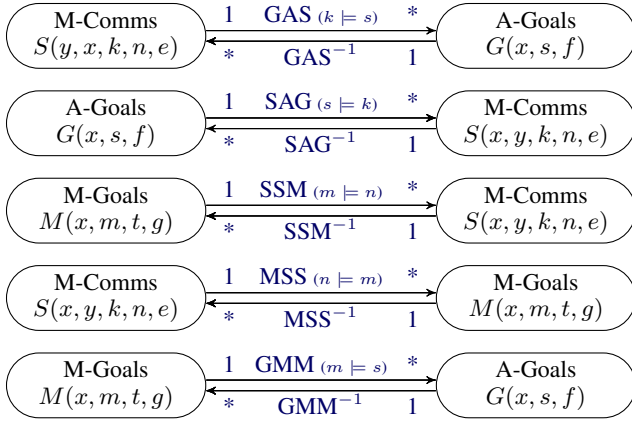 M-Comms 1 GAS (k ⊨ s) * A-Goals
S(y, x, k, n, e) * GAS⁻¹ 1 G(x, s, f)
A-Goals 1 SAG (s ⊨ k) * M-Comms
G(x, s, f) * SAG⁻¹ 1 S(x, y, k, n, e)
M-Goals 1 SSM (m ⊨ n) * M-Comms
M(x, m, t, g) * SSM⁻¹ 1 S(x, y, k, n, e)
M-Comms 1 MSS (n ⊨ m) * M-Goals
S(x, y, k, n, e) * MSS⁻¹ 1 M(x, m, t, g)
M-Goals 1 GMM (m ⊨ s) * A-Goals
M(x, m, t, g) * GMM⁻¹ 1 G(x, s, f)